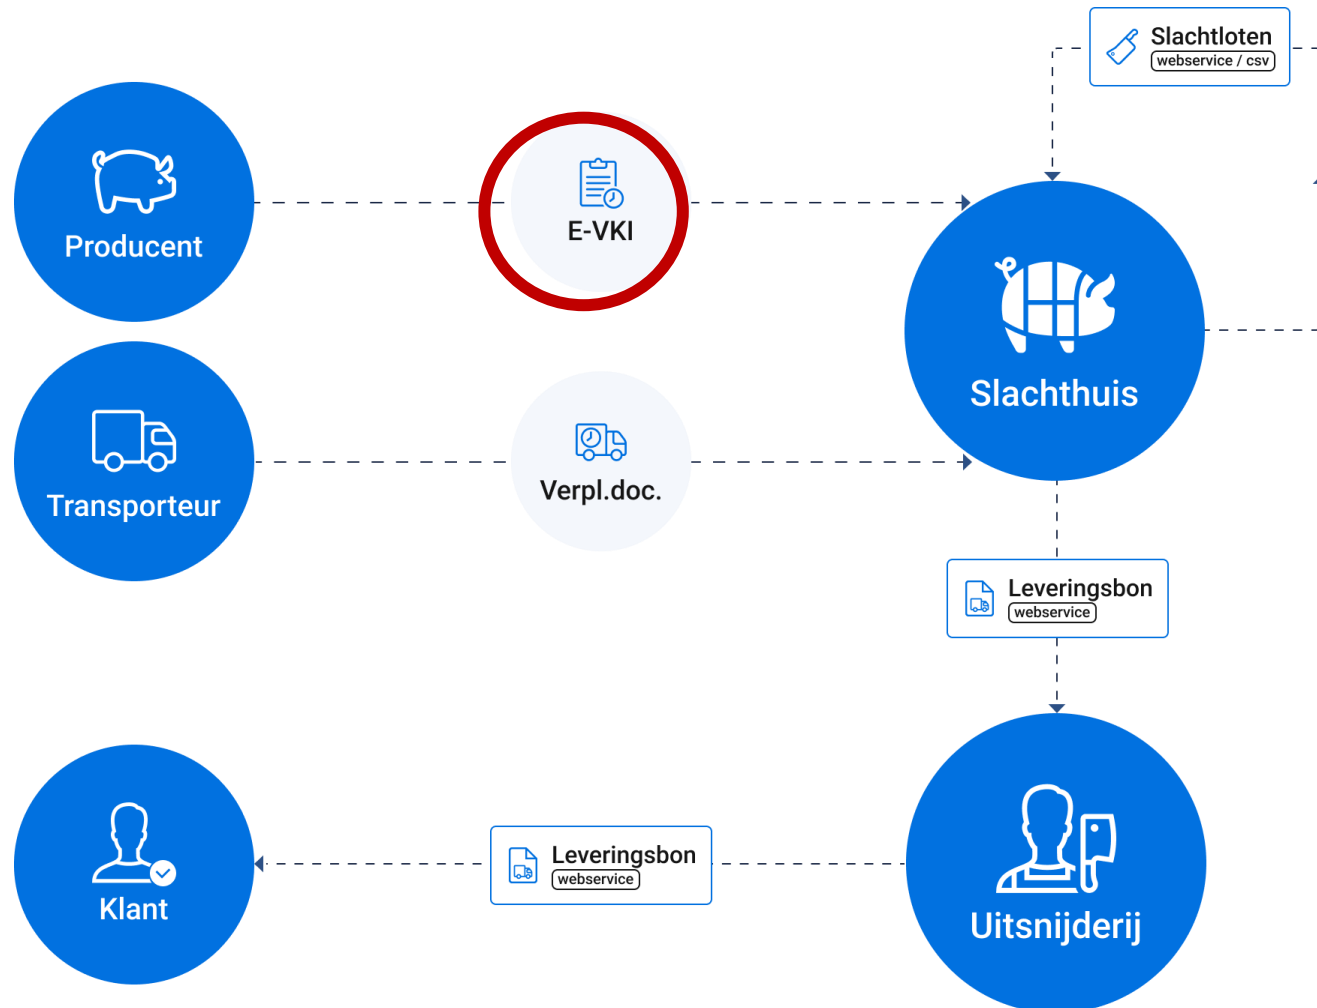 Slachtloten
webservice / csv
Producent
E-VKI
Slachthuis
Transporteur
Verpl.doc.
Leveringsbon
webservice
Leveringsbon
webservice
Klant
Uitsnijderij